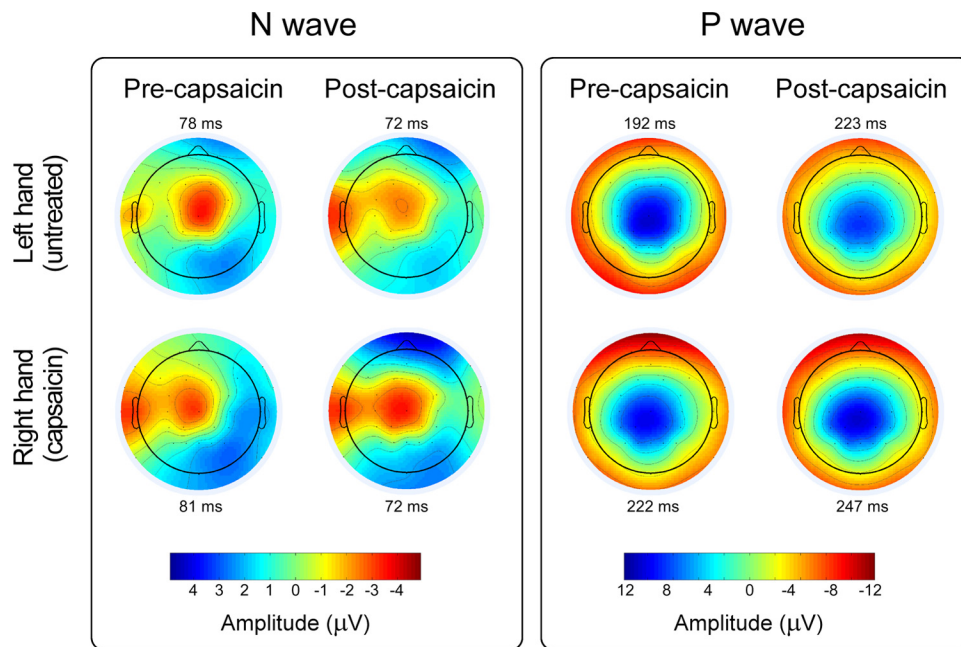 N wave
P wave
Pre-capsaicin
Post-capsaicin
Pre-capsaicin
Post-capsaicin
78 ms
72 ms
192 ms
223 ms
Left hand
(untreated)
Right hand
(capsaicin)
81 ms
72 ms
222 ms
247 ms
4 2 1 0 -1 -2 -4
12 8 4 0 -4 -8 -12
Amplitude (μV)
Amplitude (μV)